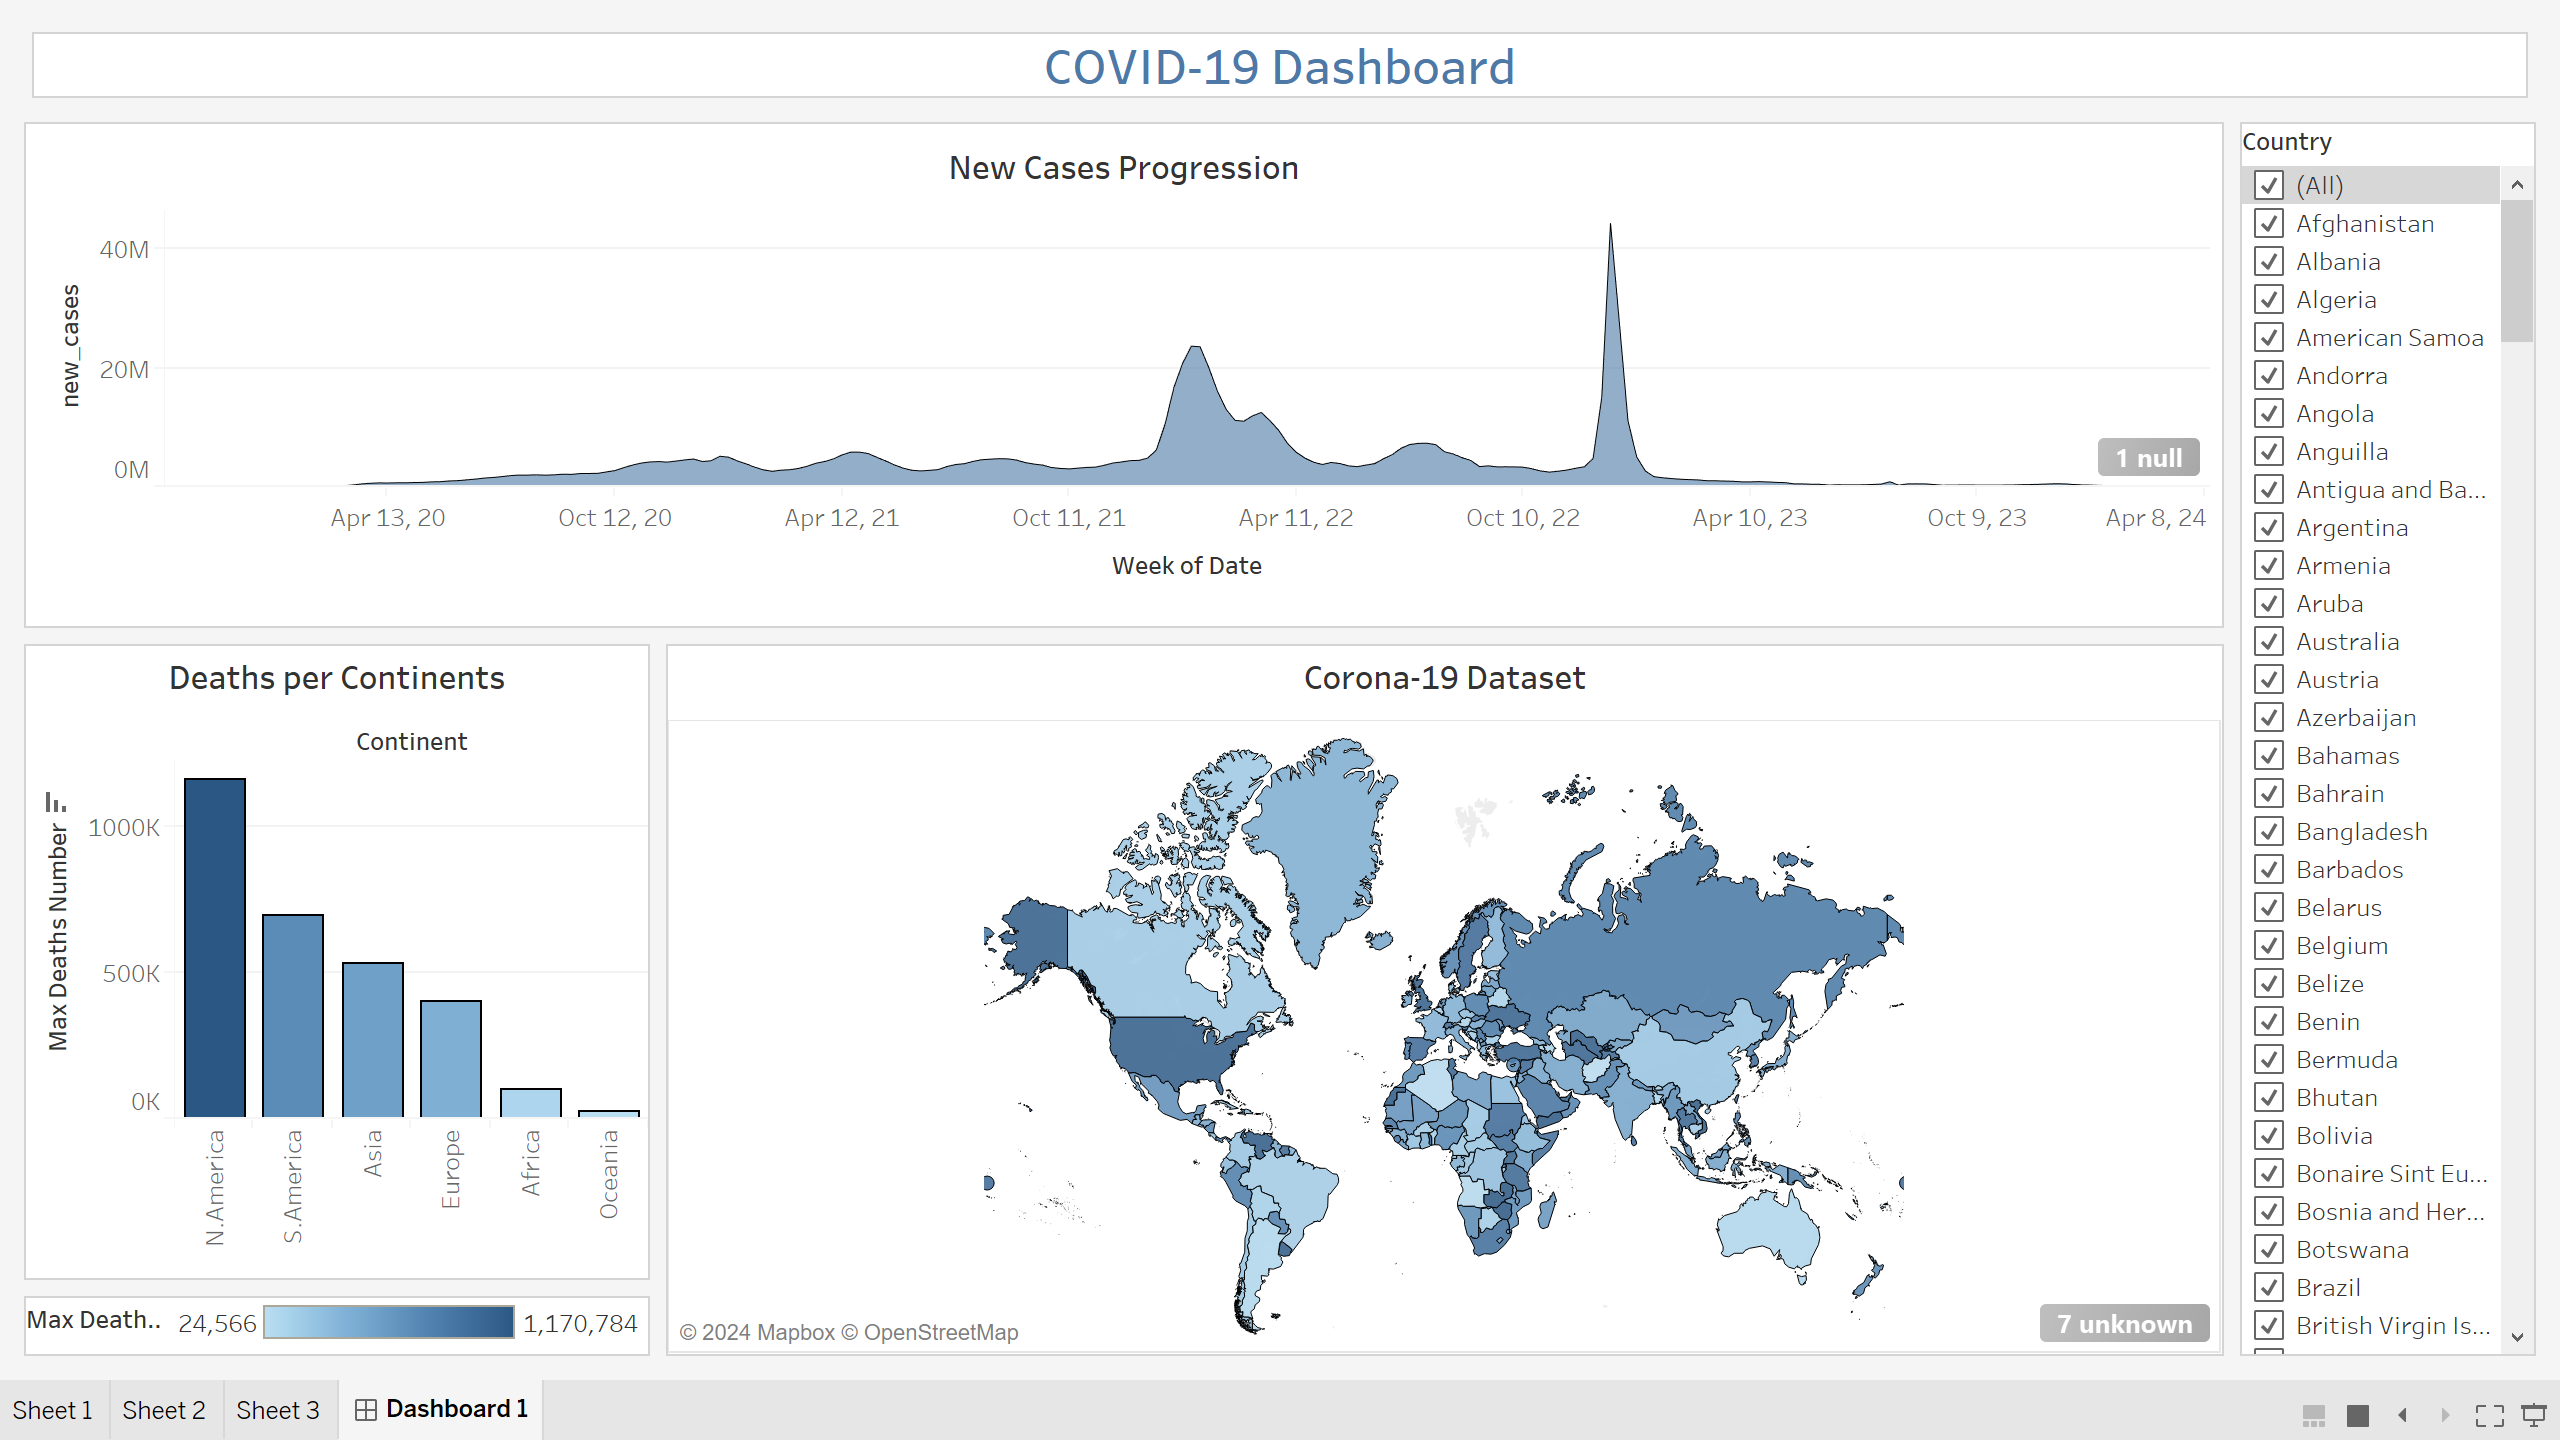 COVID-19 Dashboard
New Cases Progression
new_cases
40M
20M
0M
1 null
Apr 13, 20
Oct 12, 20
Apr 12, 21
Oct 11, 21
Apr 11, 22
Oct 10, 22
Apr 10, 23
Oct 9, 23
Apr 8, 24
Week of Date
Deaths per Continents
Continent
Max Deaths Number
1000K
500K
0K
N.America
S.America
Asia
Europe
Africa
Oceania
Max Death..
24,566
1,170,784
Corona-19 Dataset
© 2024 Mapbox © OpenStreetMap
7 unknown
Country
(All)
Afghanistan
Albania
Algeria
American Samoa
Andorra
Angola
Anguilla
Antigua and Ba...
Argentina
Armenia
Aruba
Australia
Austria
Azerbaijan
Bahamas
Bahrain
Bangladesh
Barbados
Belarus
Belgium
Belize
Benin
Bermuda
Bhutan
Bolivia
Bonaire Sint Eu...
Bosnia and Her...
Botswana
Brazil
British Virgin Is...
Sheet 1
Sheet 2
Sheet 3
Dashboard 1